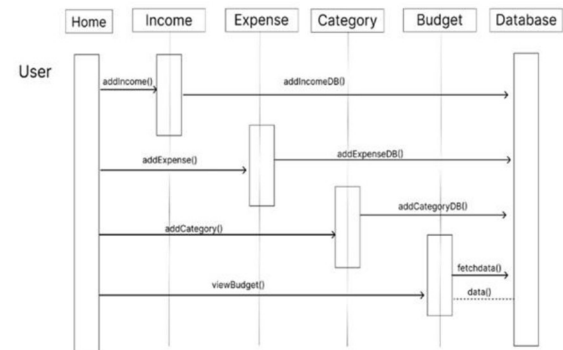 Home Income Expense Category Budget Database
User
addIncome() addIncomeDB()
addExpense() addExpenseDB()
addCategory() addCategoryDB()
fetchdata()
viewBudget() data()